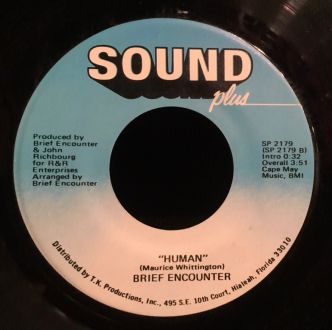 SOUND
plus
Produced by
Brief Encounter
& John
Richbourg
for R&R
Enterprises
Arranged by
Brief Encounter
SP 2179
(SP 2179 B)
Intro 0:32
Overall 3:51
Cape May
Music, BMI
"HUMAN"
(Maurice Whittington)
BRIEF ENCOUNTER
Distributed by T.K. Productions, Inc., 495 S.E. 10th Court, Hialeah, Florida 33010